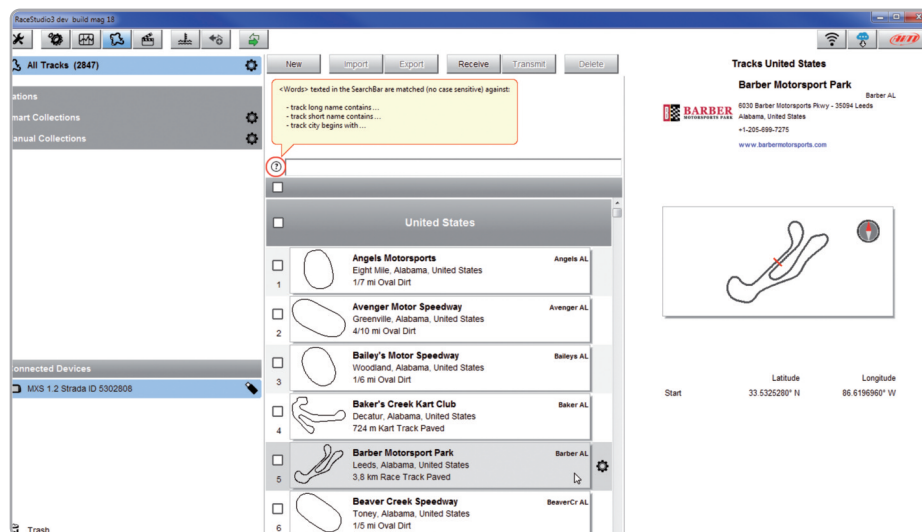 RaceStudio3 dev build mag 18
All Tracks (2847)
ations
mart Collections
anual Collections
onnected Devices
MXS 1.2 Strada ID 5302808
Trash
New
Import
Export
Receive
Transmit
Delete
<Words> texted in the SearchBar are matched (no case sensitive) against:
- track long name contains...
- track short name contains...
- track city begins with...
?
United States
Angels Motorsports Angels AL
Eight Mile, Alabama, United States
1/7 mi Oval Dirt
1
Avenger Motor Speedway Avenger AL
Greenville, Alabama, United States
4/10 mi Oval Dirt
2
Bailey's Motor Speedway Baileys AL
Woodland, Alabama, United States
1/6 mi Oval Dirt
3
Baker's Creek Kart Club Baker AL
Decatur, Alabama, United States
724 m Kart Track Paved
4
Barber Motorsport Park Barber AL
Leeds, Alabama, United States
3,8 km Race Track Paved
5
Beaver Creek Speedway BeaverCr AL
Toney, Alabama, United States
1/5 mi Oval Dirt
6
AiM
Tracks United States
Barber Motorsport Park
Barber AL
BARBER
MOTORSPORTS PARK
6030 Barber Motorsports Pkwy - 35094 Leeds
Alabama, United States
+1-205-699-7275
www.barbermotorsports.com
Latitude Longitude
Start 33.5325280° N 86.6196960° W